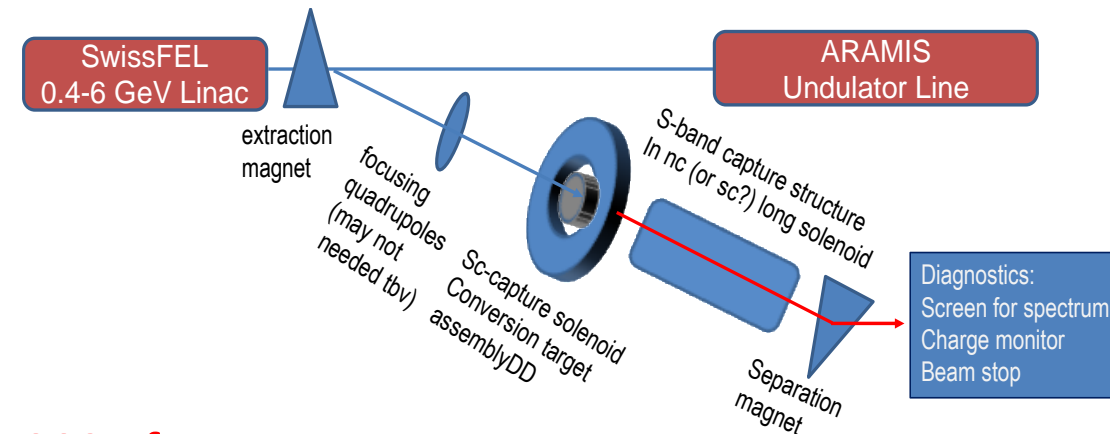 SwissFEL
0.4-6 GeV Linac
ARAMIS
Undulator Line
extraction
magnet
focusing
quadrupoles
(may not
needed tbv)
Sc-capture solenoid
Conversion target
assemblyDD
S-band capture structure
In nc (or sc?) long solenoid
Separation
magnet
Diagnostics:
Screen for spectrum
Charge monitor
Beam stop